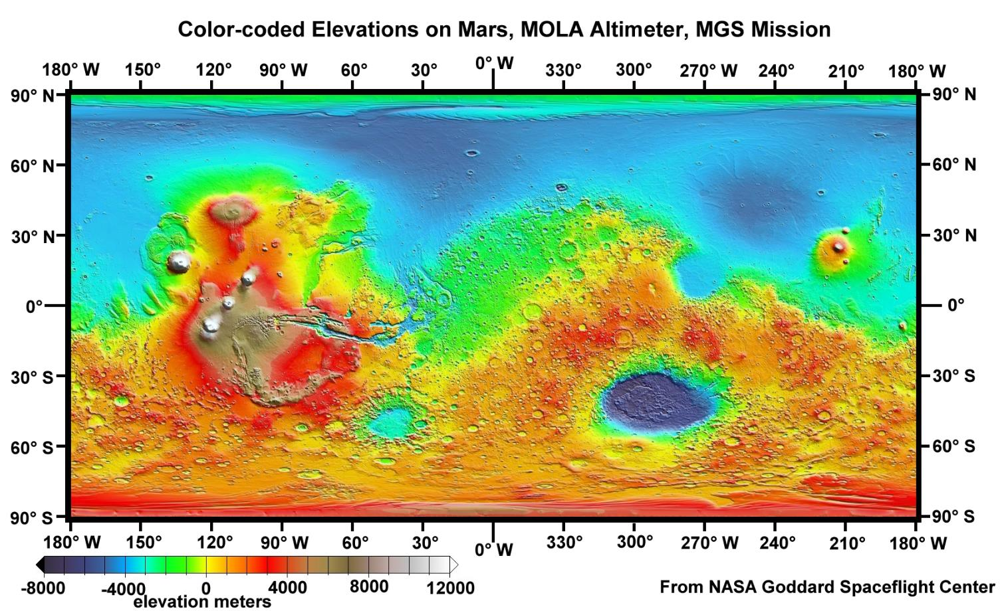 Color-coded Elevations on Mars, MOLA Altimeter, MGS Mission
180° W 150° 120° 90° W 60° 30° 0° W 330° 300° 270° W 240° 210° 180° W
90° N 90° N
60° N 60° N
30° N 30° N
0° 0°
30° S 30° S
60° S 60° S
90° S 90° S
180° W 150° 120° 90° W 60° 30° 0° W 330° 300° 270° W 240° 210° 180° W
-8000 -4000 0 4000 8000 12000
elevation meters
From NASA Goddard Spaceflight Center